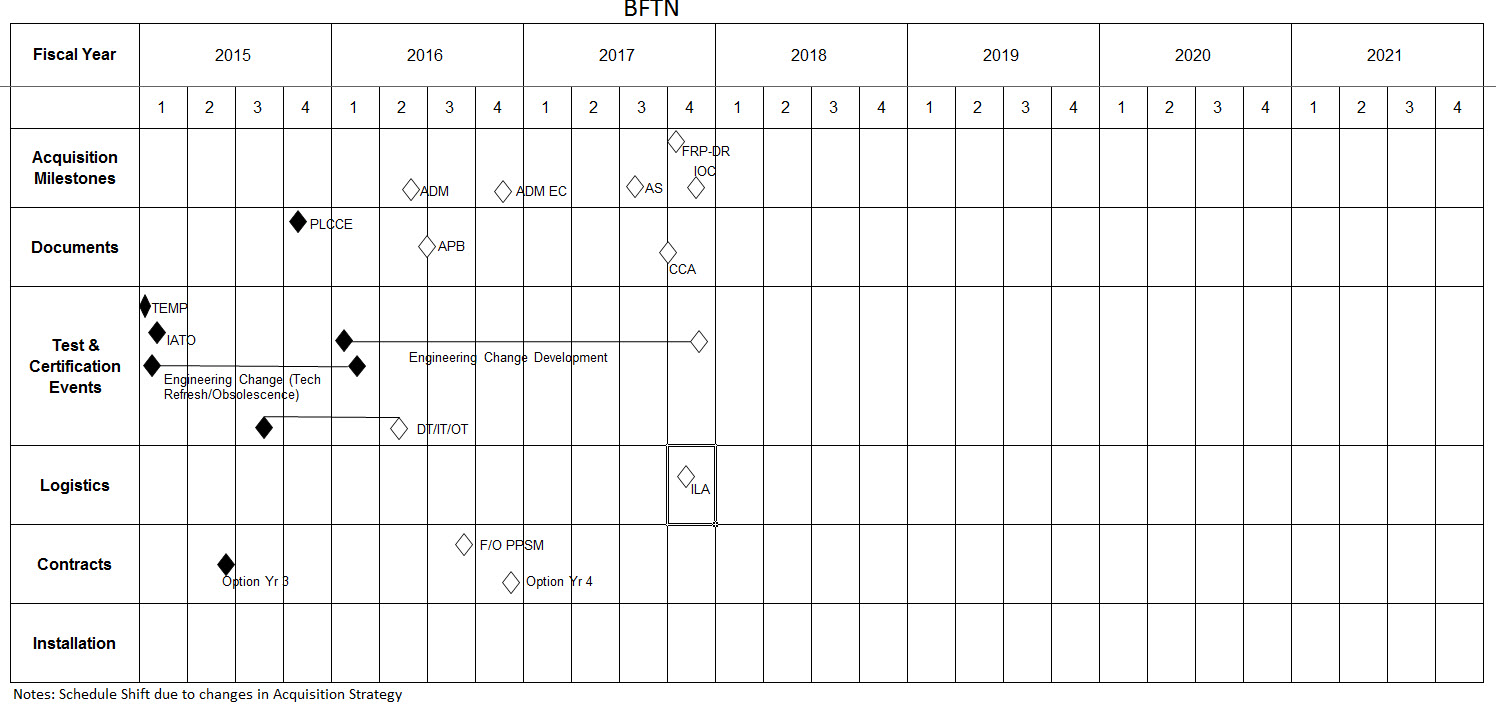 BFTN
Fiscal Year 2015 2016 2017 2018 2019 2020 2021
1 2 3 4 1 2 3 4 1 2 3 4 1 2 3 4 1 2 3 4 1 2 3 4 1 2 3 4
Acquisition
Milestones
FRP-DR
IOC
ADM
ADM EC
AS
Documents
PLCCE
APB
CCA
Test &
Certification
Events
TEMP
IATO
Engineering Change Development
Engineering Change (Tech
Refresh/Obsolescence)
DT/IT/OT
Logistics
ILA
Contracts
F/O PPSM
Option Yr 3
Option Yr 4
Installation
Notes: Schedule Shift due to changes in Acquisition Strategy